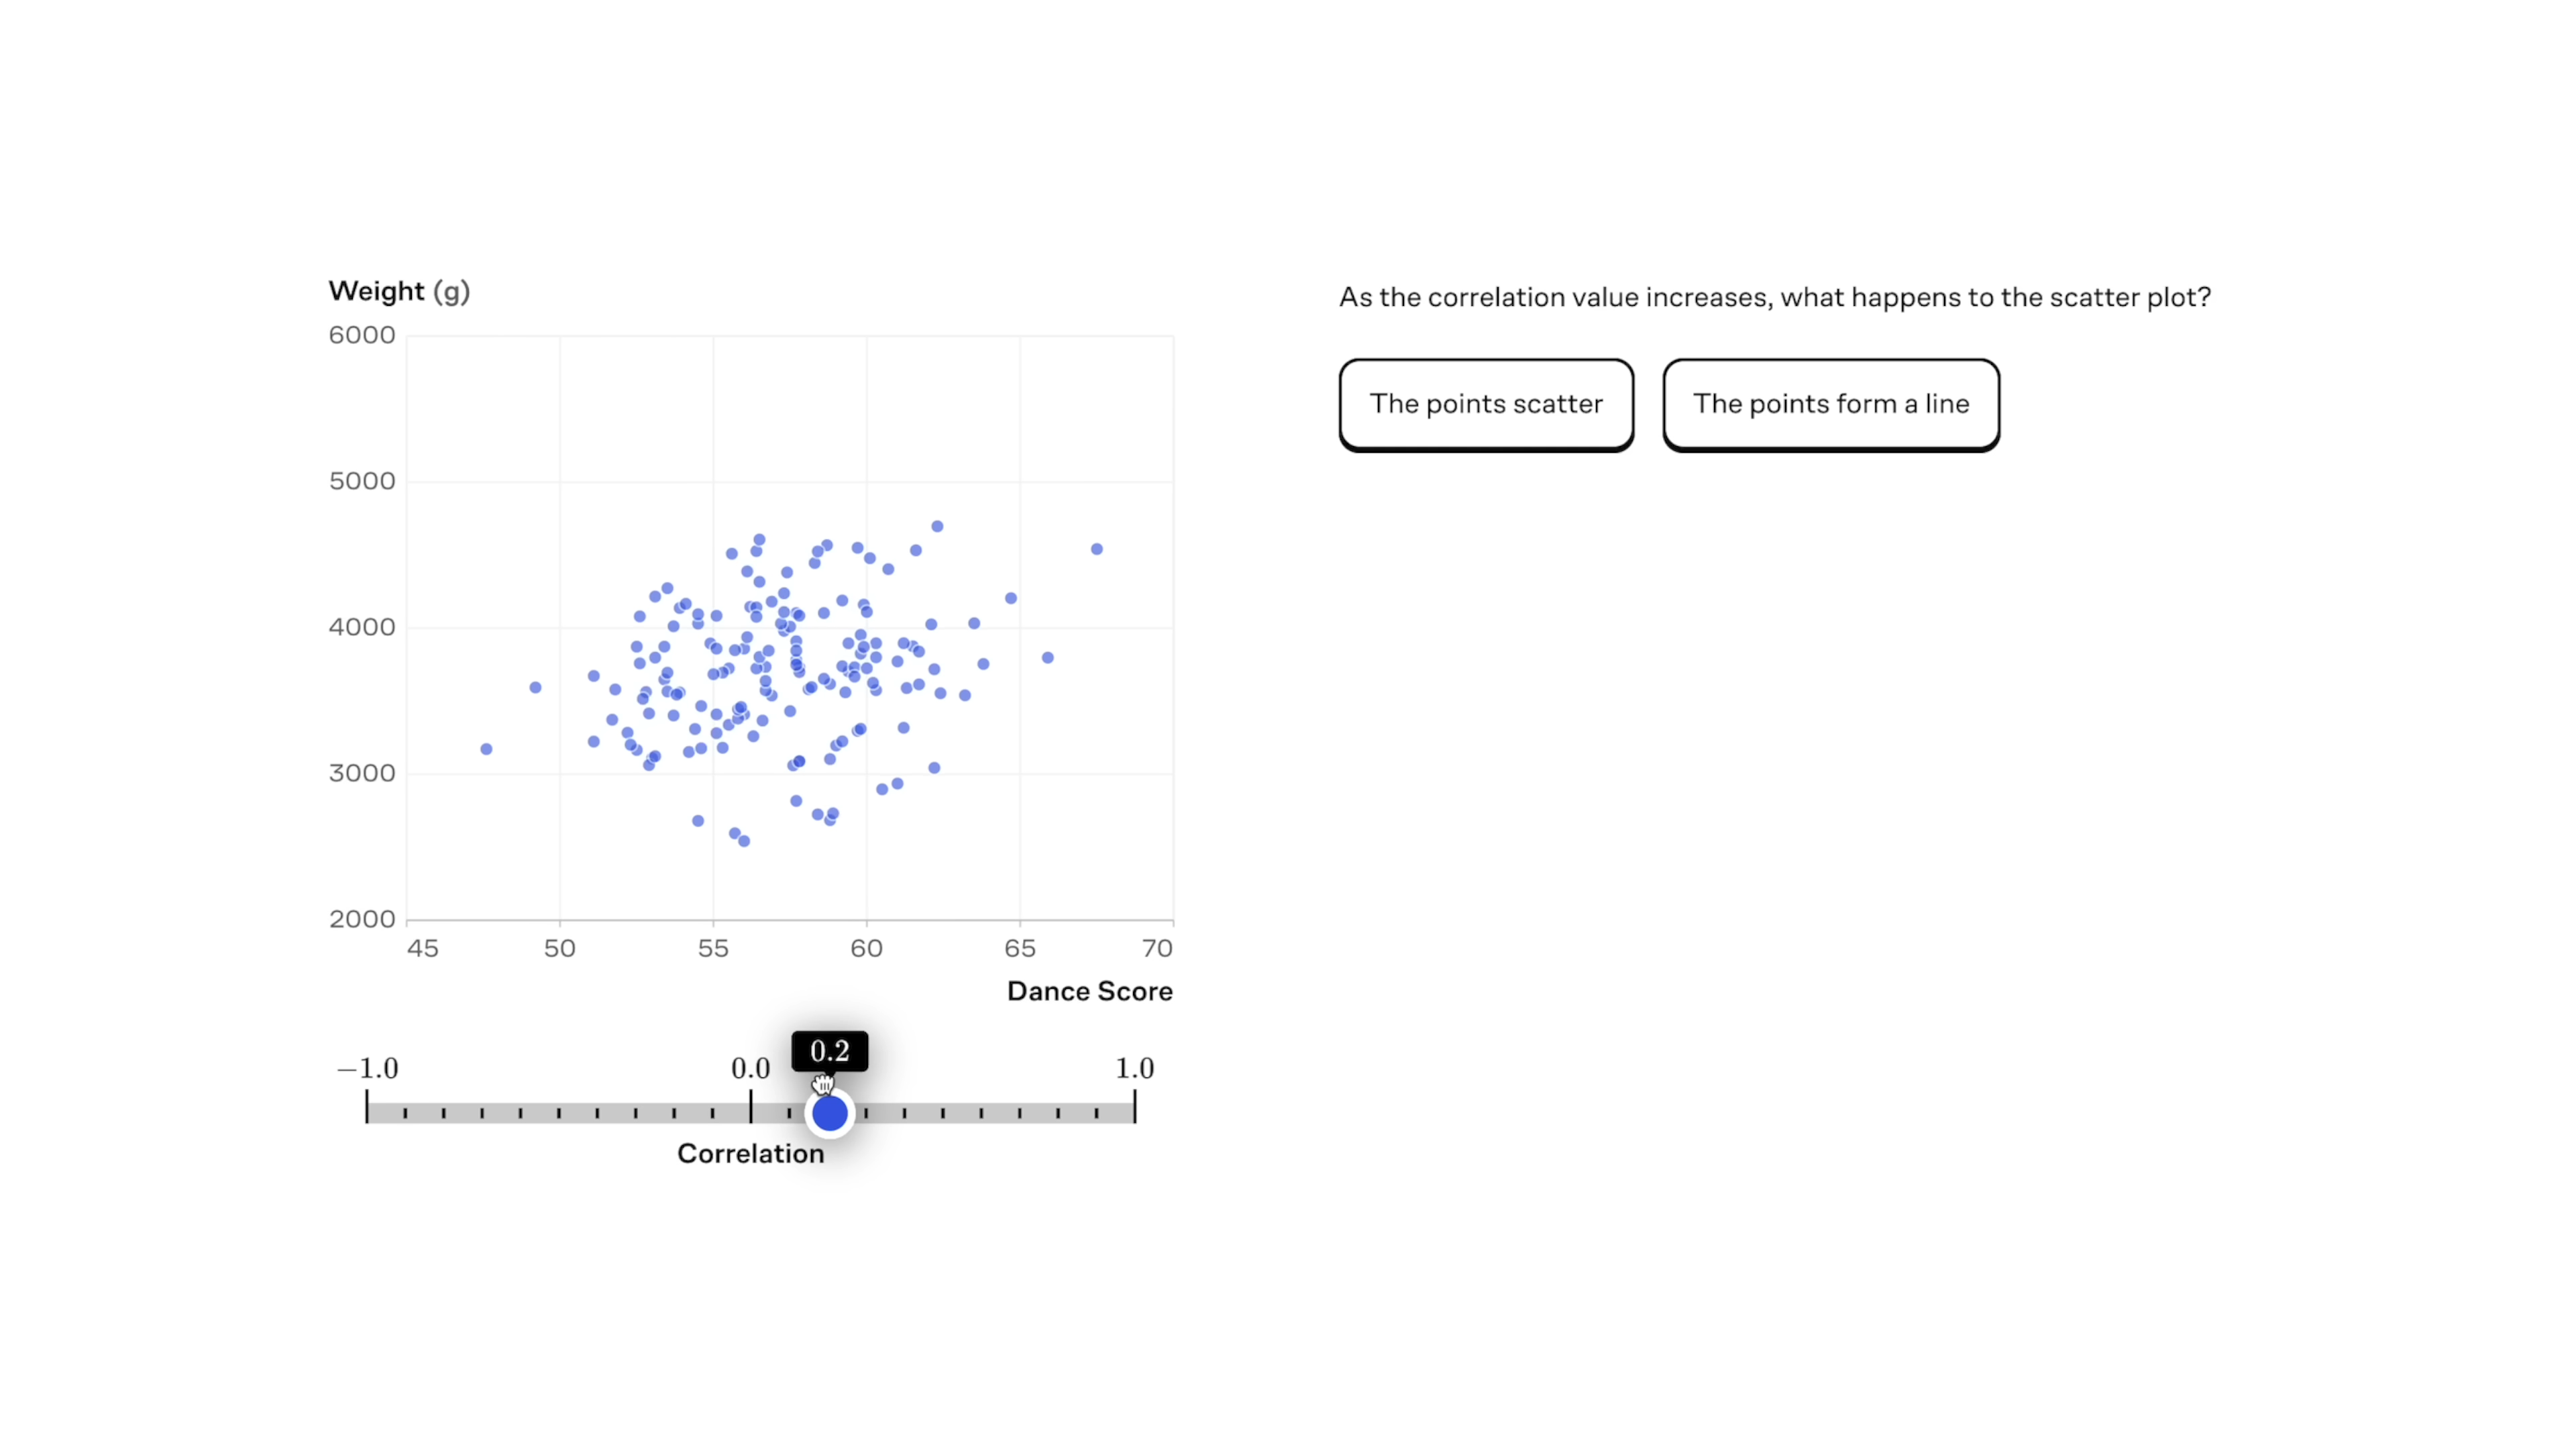 Weight (g)
6000
5000
4000
3000
2000
45 50 55 60 65 70
Dance Score
0.2
−1.0 0.0 1.0
Correlation
As the correlation value increases, what happens to the scatter plot?
The points scatter
The points form a line